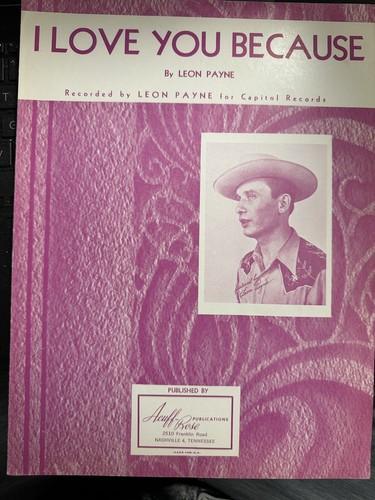 I LOVE YOU BECAUSE
By LEON PAYNE
Recorded by LEON PAYNE for Capitol Records
PUBLISHED BY
Acuff-Rose
PUBLICATIONS
2510 Franklin Road
NASHVILLE 4, TENNESSEE